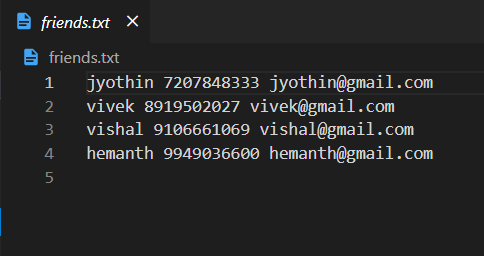 friends.txt
friends.txt
1 jyothin 7207848333 jyothin@gmail.com
2 vivek 8919502027 vivek@gmail.com
3 vishal 9106661069 vishal@gmail.com
4 hemanth 9949036600 hemanth@gmail.com
5